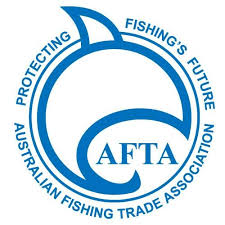 PROTECTING FISHING'S FUTURE
AFTA
AUSTRALIAN FISHING TRADE ASSOCIATION